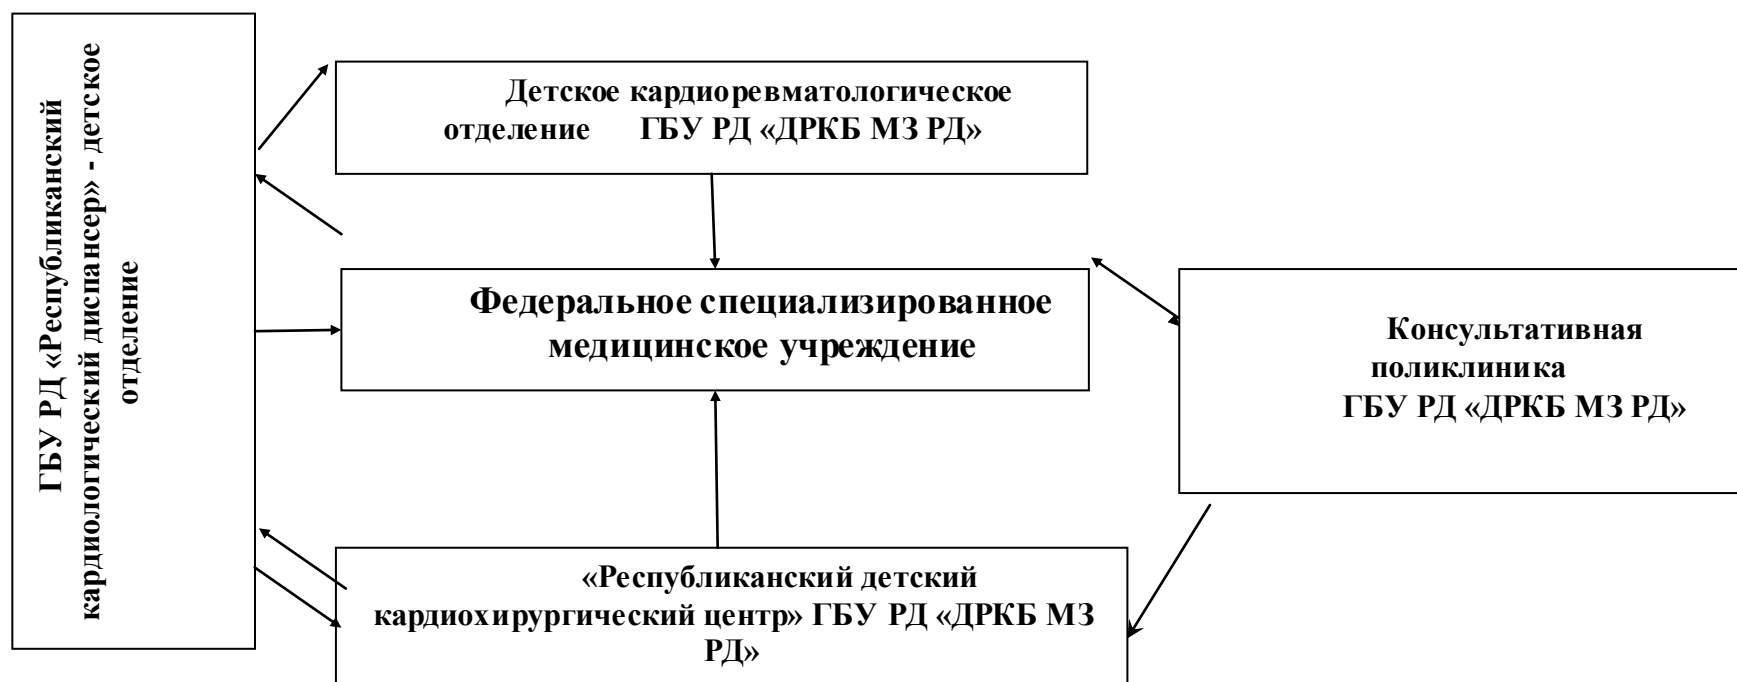 ГБУ РД «Республиканский
кардиологический диспансер» - детское
отделение
Детское кардиоревматологическое
отделение ГБУ РД «ДРКБ МЗ РД»
Федеральное специализированное
медицинское учреждение
Консультативная
поликлиника
ГБУ РД «ДРКБ МЗ РД»
«Республиканский детский
кардиохирургический центр» ГБУ РД «ДРКБ МЗ
РД»